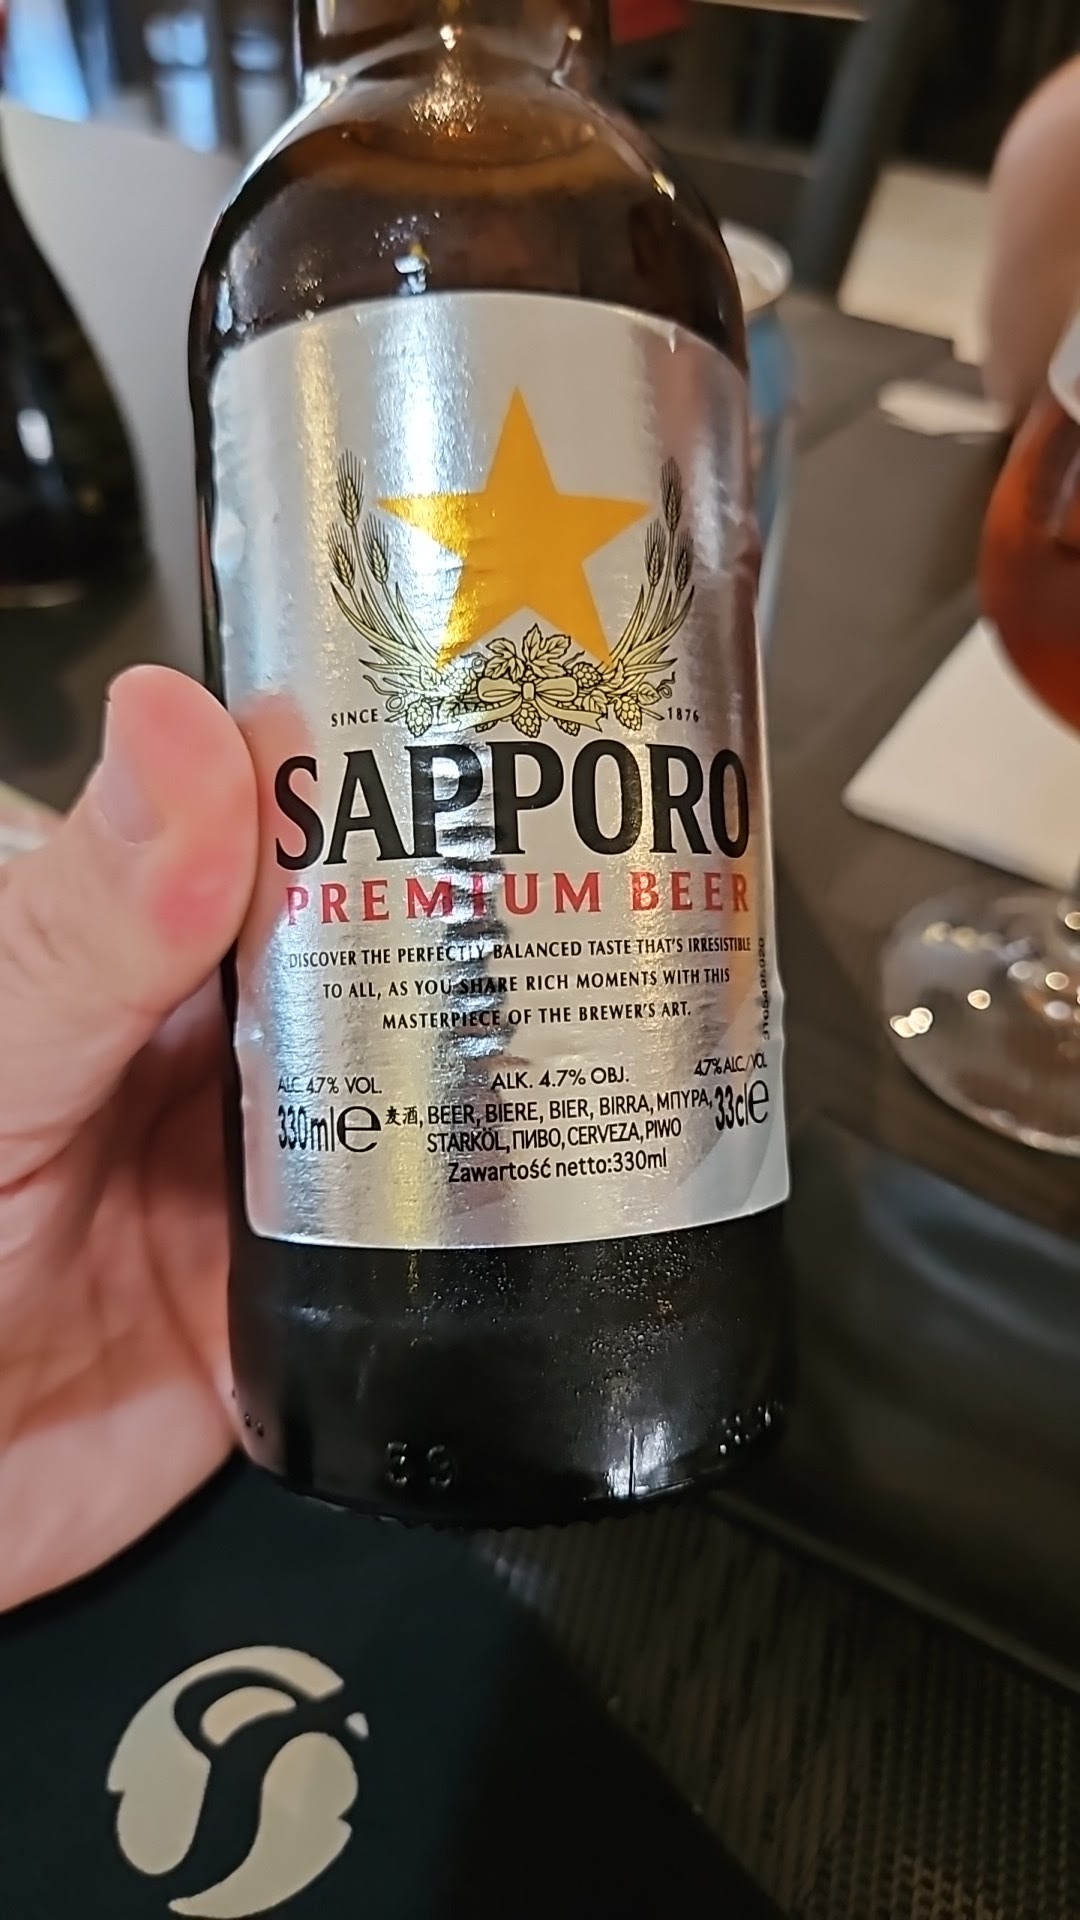 SINCE 1876
SAPPORO
PREMIUM BEER
DISCOVER THE PERFECTLY BALANCED TASTE THAT'S IRRESISTIBLE
TO ALL, AS YOU SHARE RICH MOMENTS WITH THIS
MASTERPIECE OF THE BREWER'S ART.
ALC 4.7% VOL.
330ml e
ALK. 4.7% OBJ.
麦酒, BEER, BIERE, BIER, BIRRA, ΜΠΥΡΑ,
STARKÖL, ПИВО, CERVEZA, PIWO
Zawartość netto:330ml
4.7% ALC./VOL
33cl e